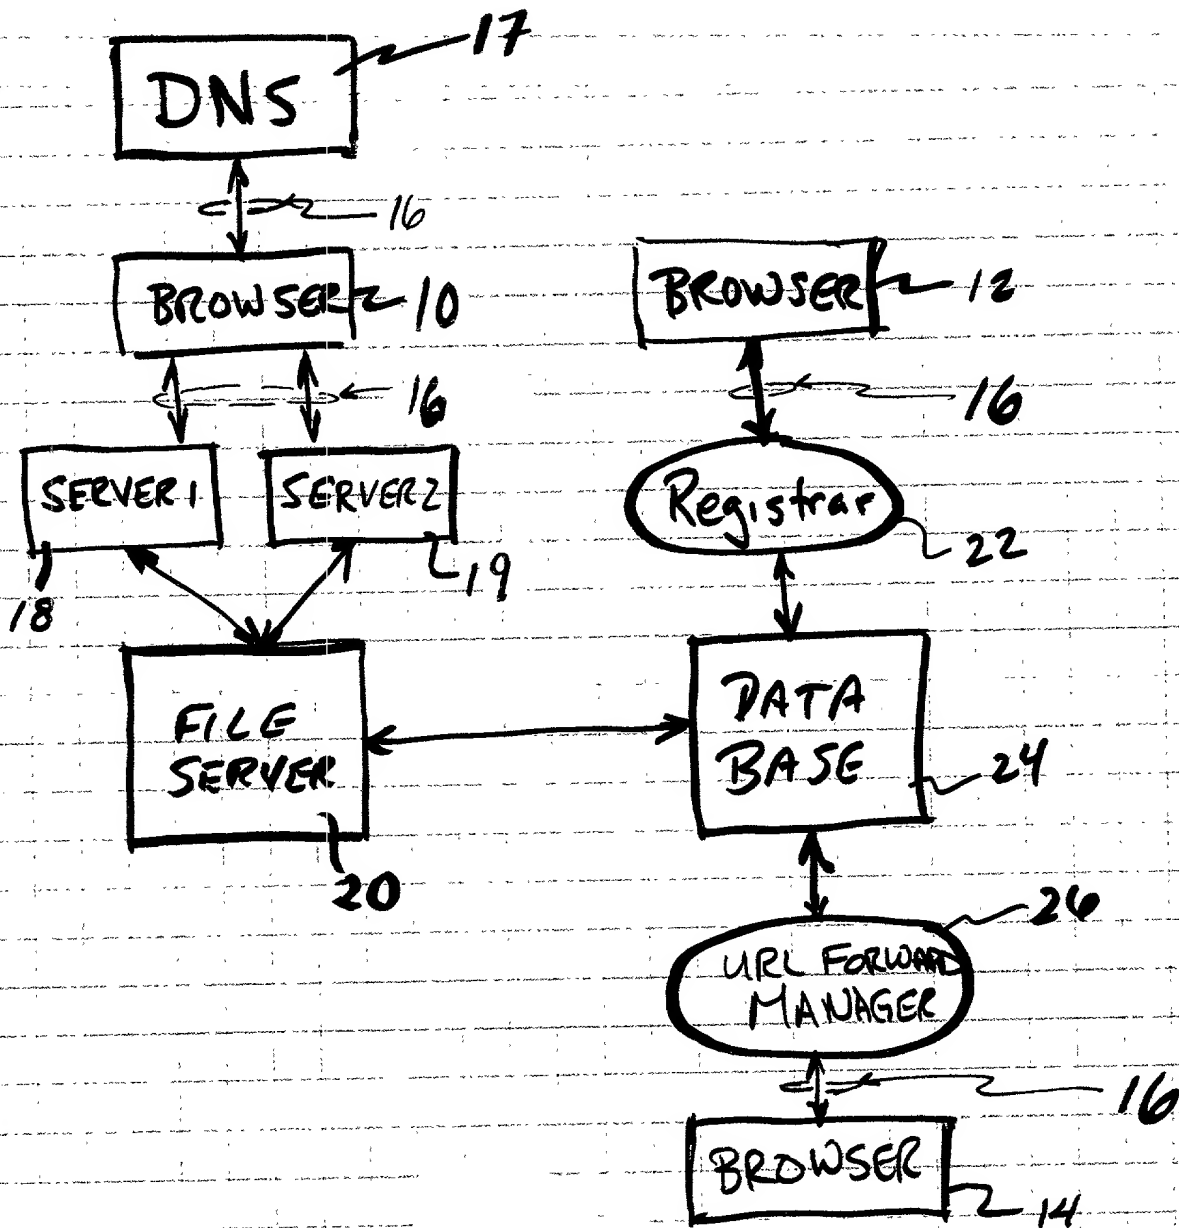 17
DNS
16
BROWSER
10
BROWSER
12
16
16
SERVER 1
SERVER 2
Registrar
22
18
19
FILE
SERVER
20
DATA
BASE
24
26
URL FORWARD
MANAGER
16
BROWSER
14